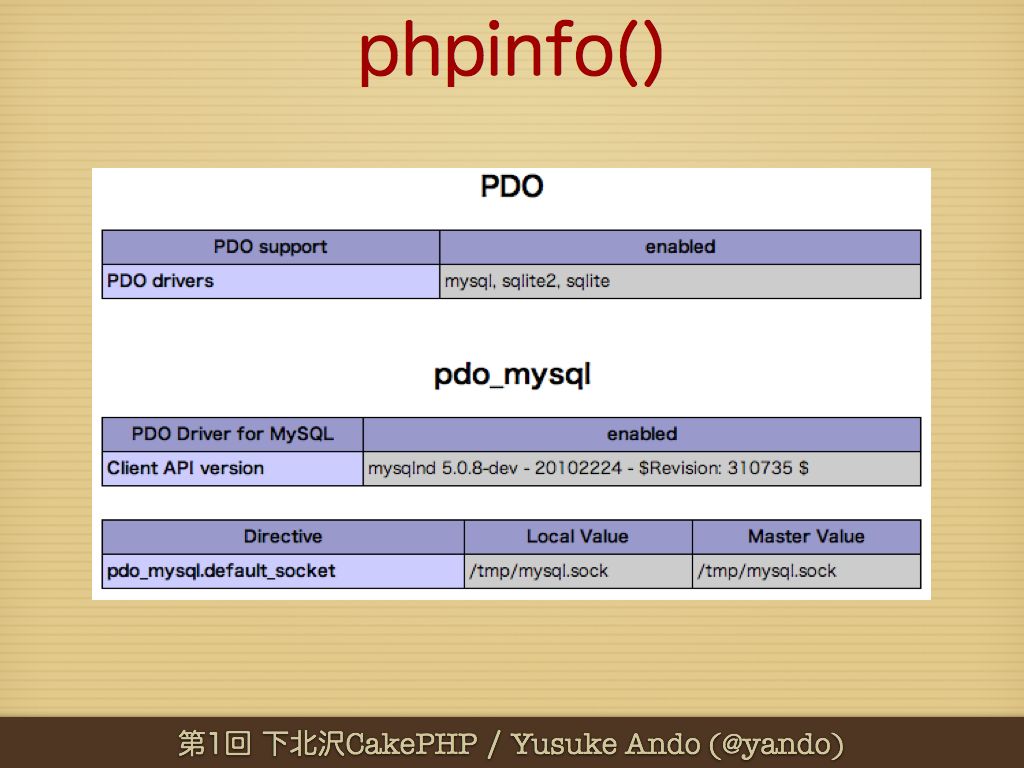 phpinfo()
PDO
PDO support enabled
PDO drivers mysql, sqlite2, sqlite
pdo_mysql
PDO Driver for MySQL enabled
Client API version mysqlnd 5.0.8-dev - 20102224 - $Revision: 310735 $
Directive Local Value Master Value
pdo_mysql.default_socket /tmp/mysql.sock /tmp/mysql.sock
第1回 下北沢CakePHP / Yusuke Ando (@yando)